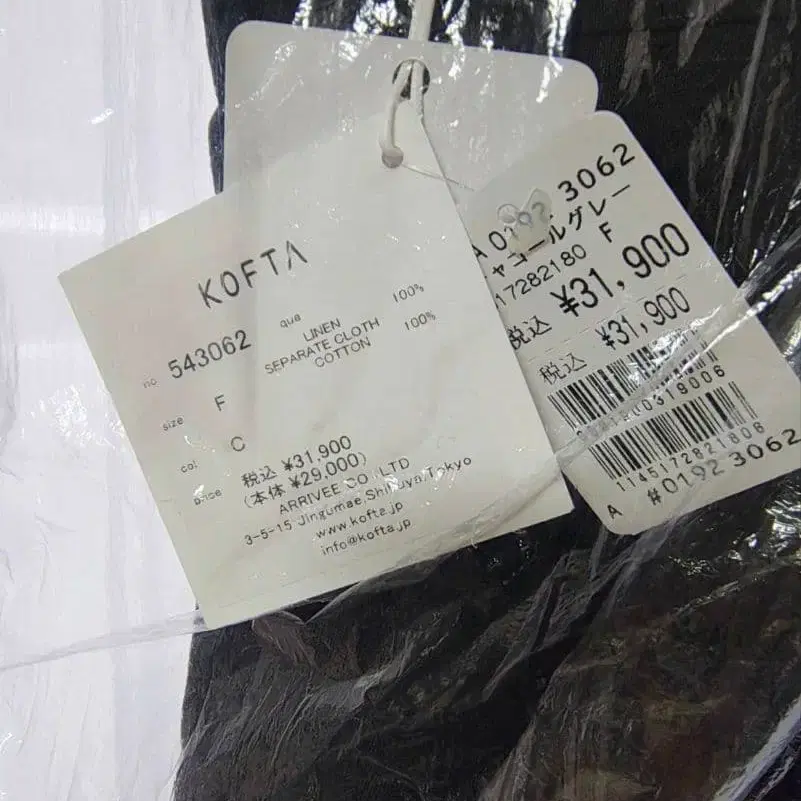 KOFTA
no 543062
qua LINEN 100%
SEPARATE CLOTH
COTTON 100%
size F
col C
price 税込 ¥31,900
(本体 ¥29,000)
ARRIVEE CO LTD
3-5-15 Jingumae,Shibuya,Tokyo
www.kofta.jp
info@kofta.jp
A 0192 3062
ャコールグレー
17282180 F
税込 ¥31,900
税込 ¥31,900
1145172821808
A #0192 3062